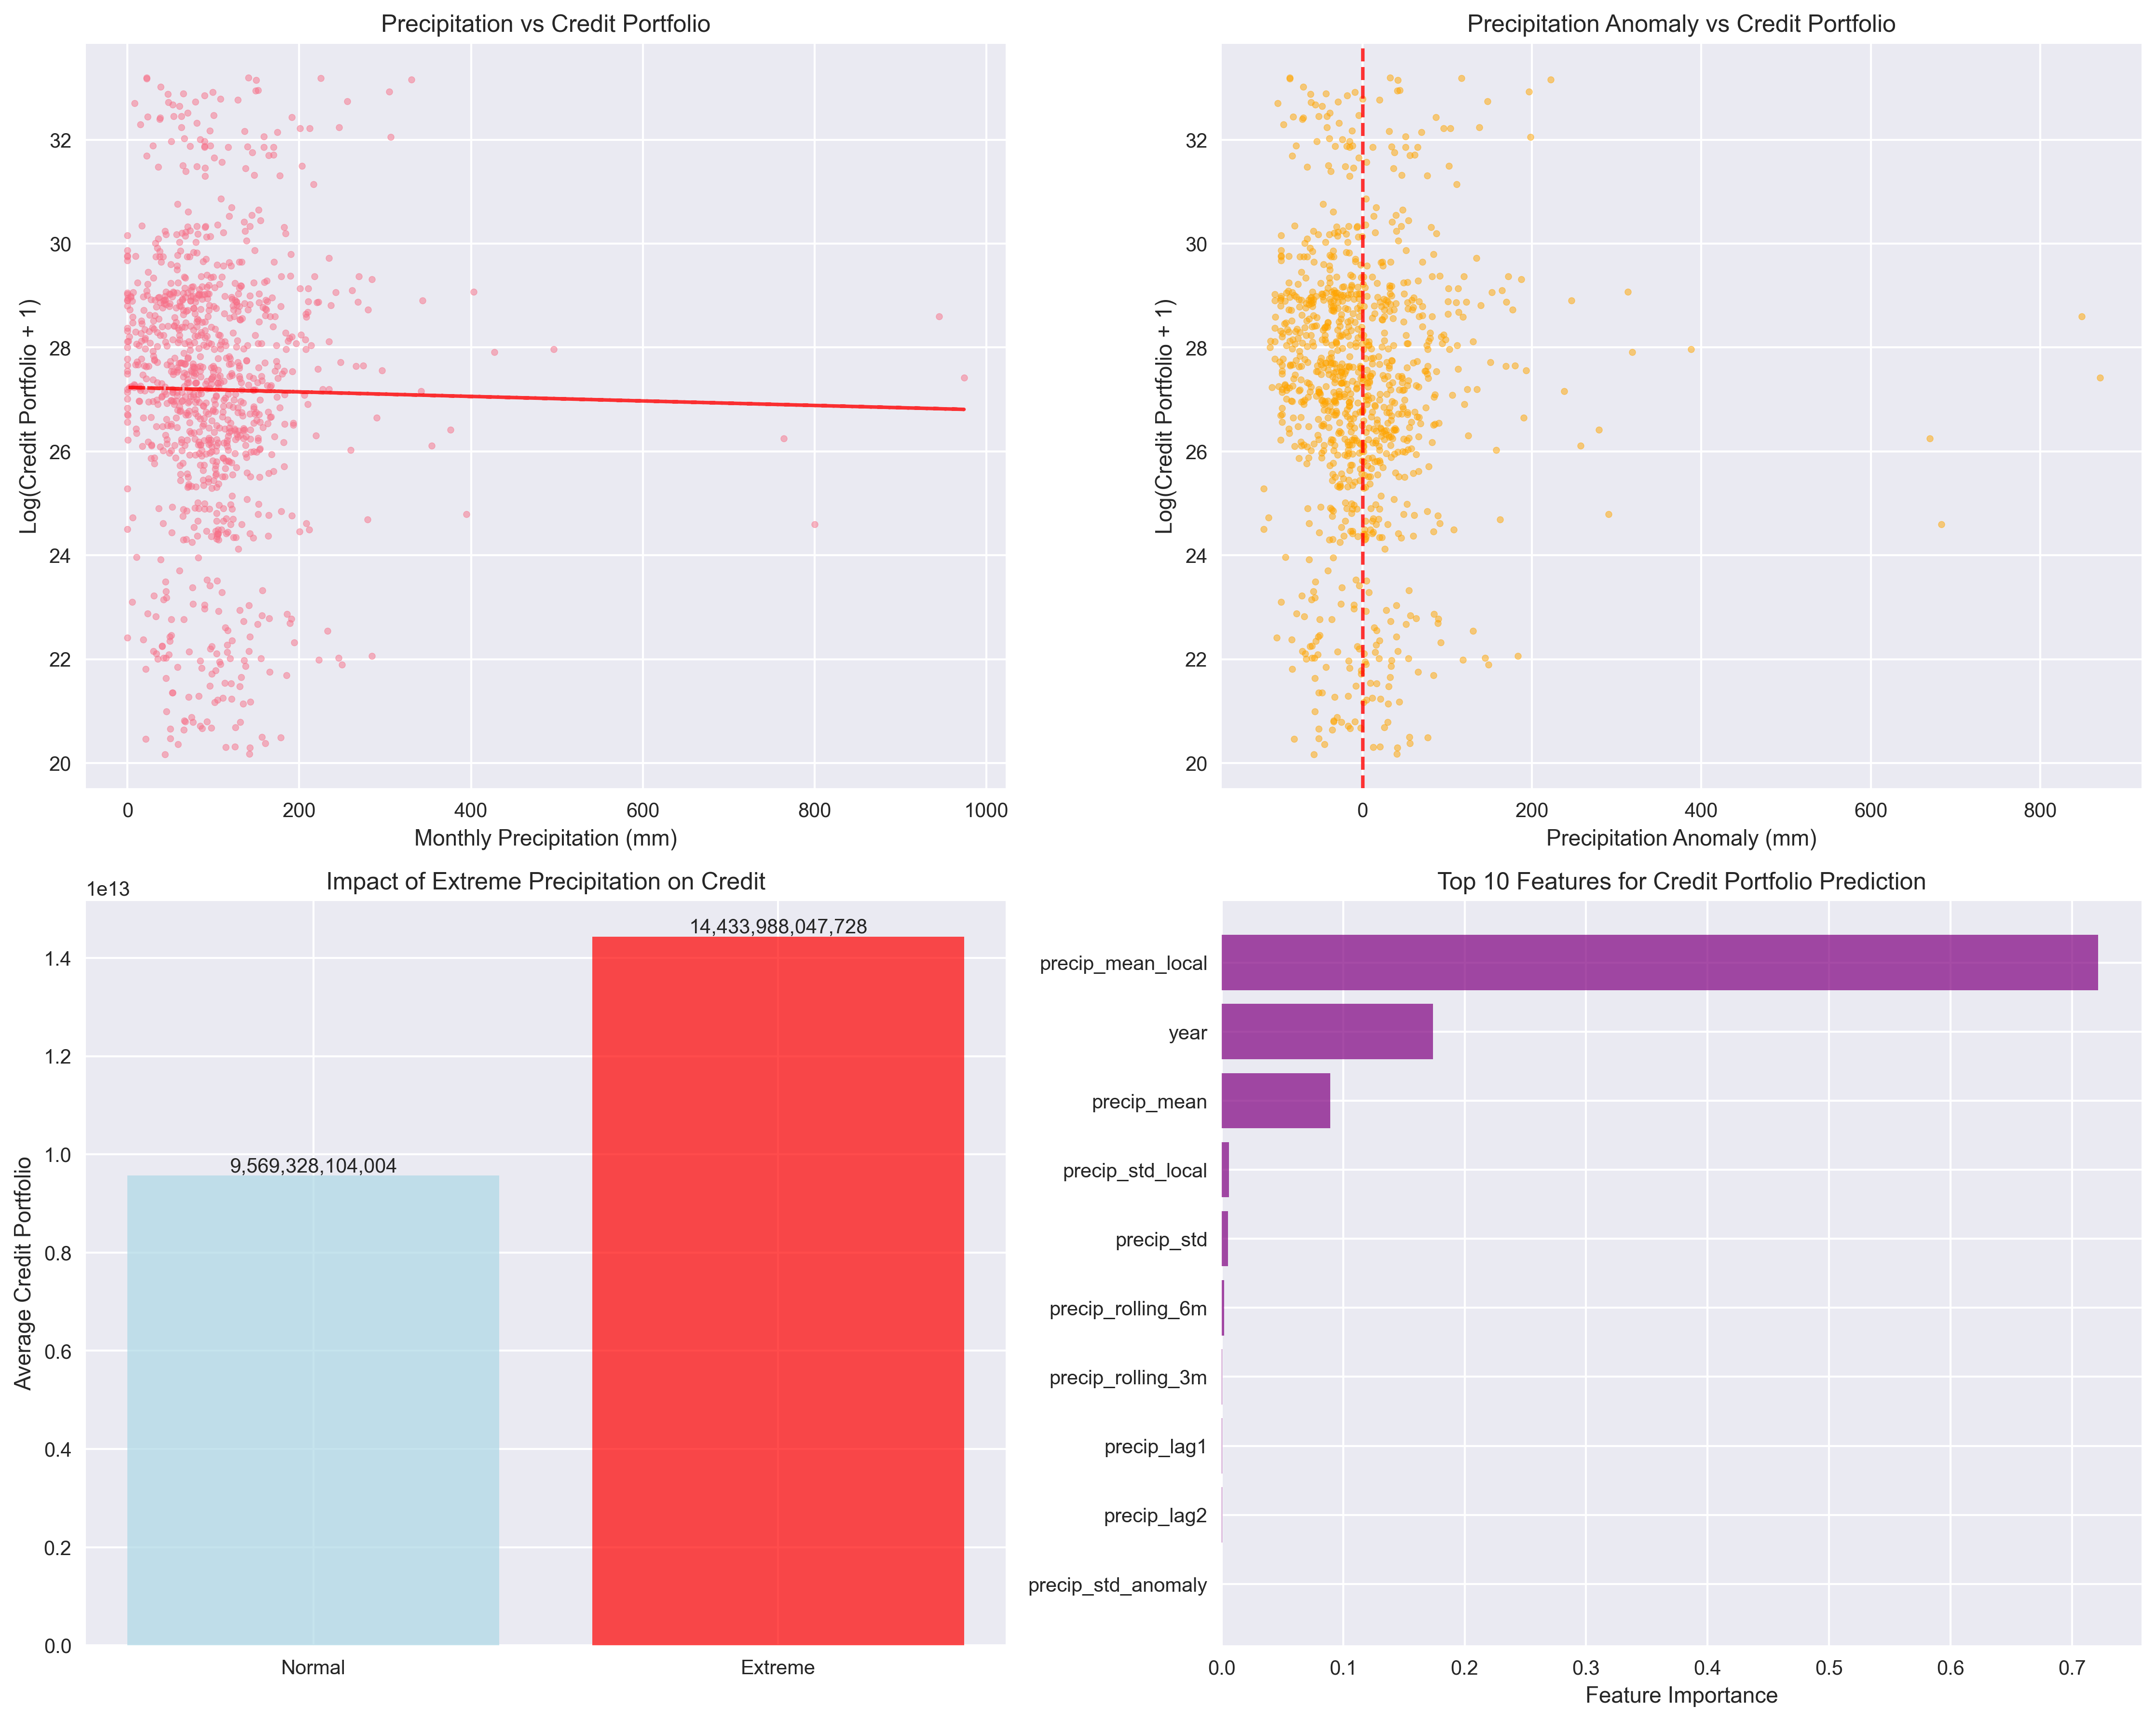 Precipitation vs Credit Portfolio
Log(Credit Portfolio + 1)
32
30
28
26
24
22
20
0 200 400 600 800 1000
Monthly Precipitation (mm)
Precipitation Anomaly vs Credit Portfolio
Log(Credit Portfolio + 1)
32
30
28
26
24
22
20
0 200 400 600 800
Precipitation Anomaly (mm)
Impact of Extreme Precipitation on Credit
1e13
Average Credit Portfolio
1.4
1.2
1.0
0.8
0.6
0.4
0.2
0.0
9,569,328,104,004
14,433,988,047,728
Normal Extreme
Top 10 Features for Credit Portfolio Prediction
precip_mean_local
year
precip_mean
precip_std_local
precip_std
precip_rolling_6m
precip_rolling_3m
precip_lag1
precip_lag2
precip_std_anomaly
0.0 0.1 0.2 0.3 0.4 0.5 0.6 0.7
Feature Importance